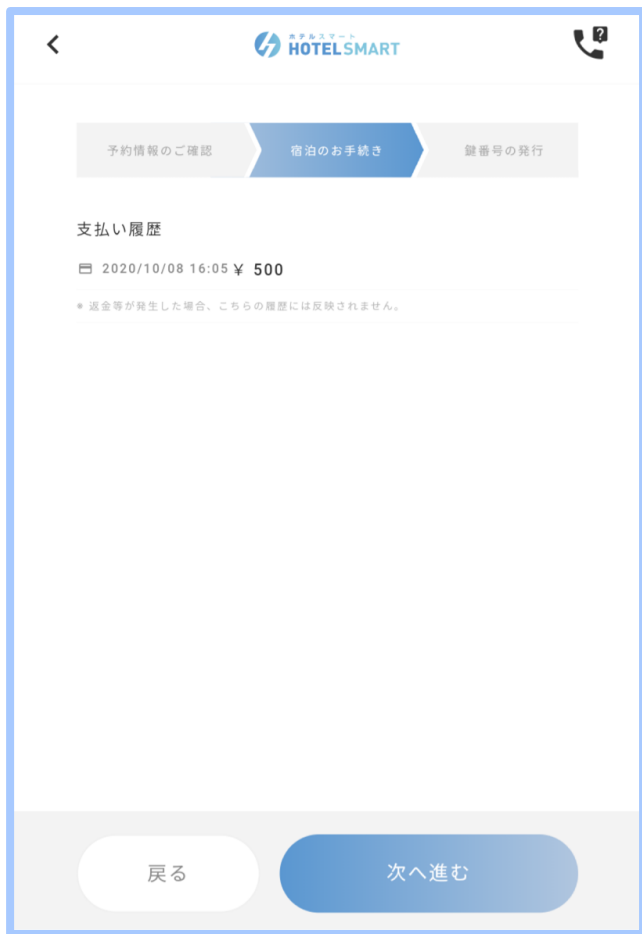 ホテルスマート
HOTELSMART
予約情報のご確認
宿泊のお手続き
鍵番号の発行
支払い履歴
2020/10/08 16:05 ¥ 500
※ 返金等が発生した場合、こちらの履歴には反映されません。
戻る
次へ進む